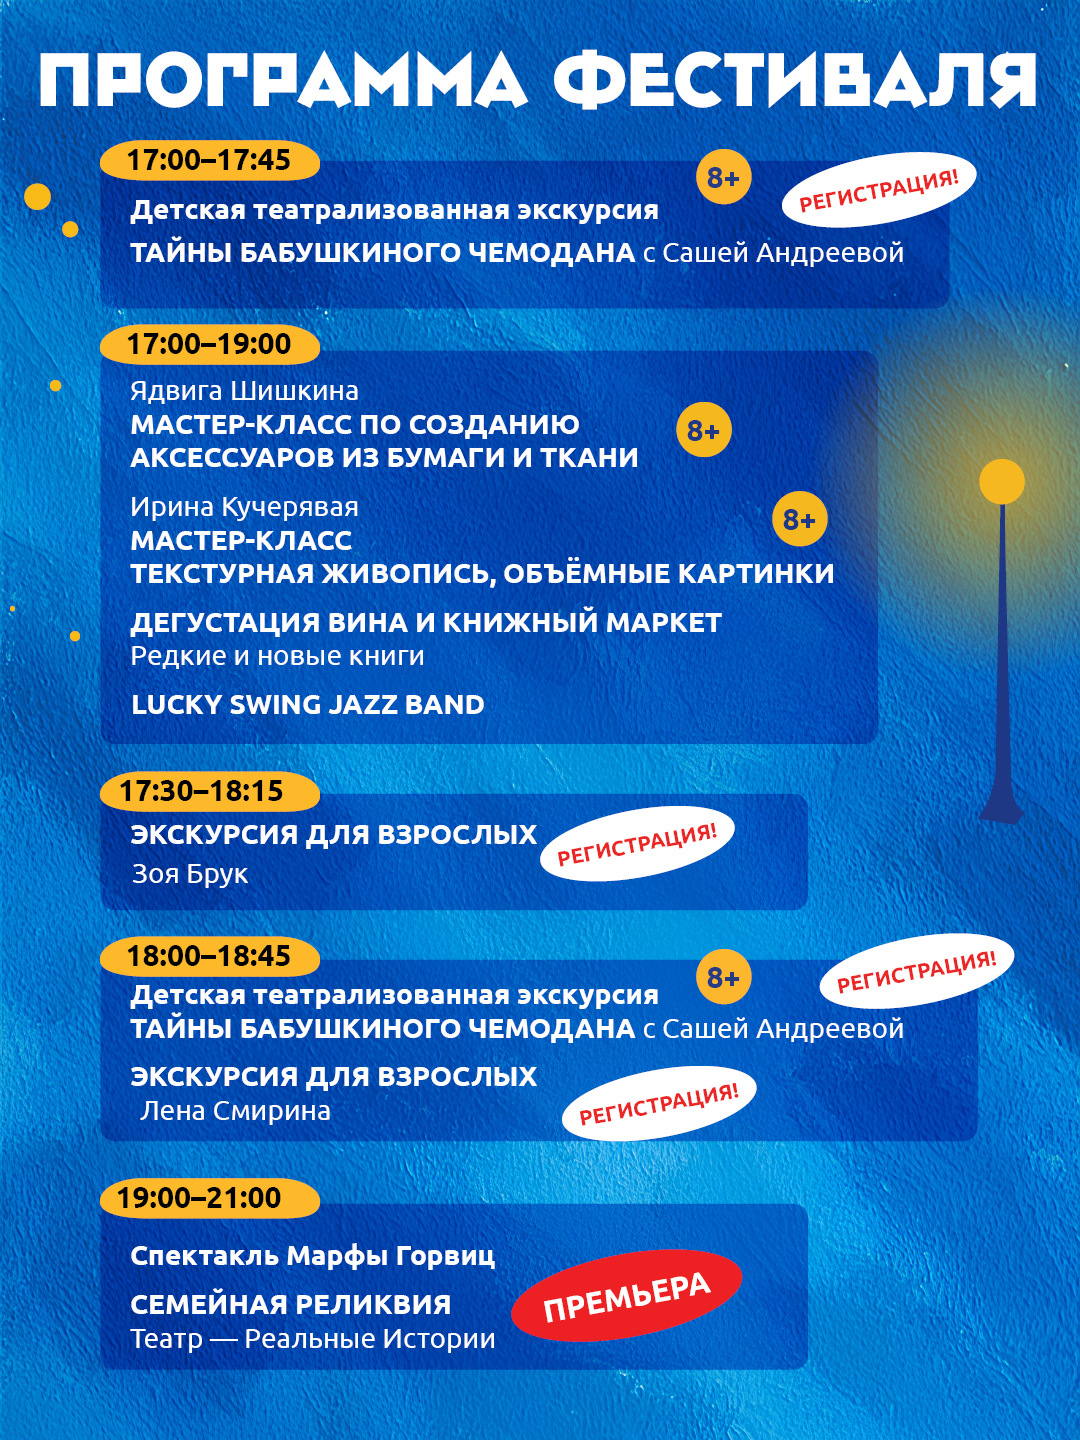 ПРОГРАММА ФЕСТИВАЛЯ
17:00–17:45
8+
РЕГИСТРАЦИЯ!
Детская театрализованная экскурсия
ТАЙНЫ БАБУШКИНОГО ЧЕМОДАНА с Сашей Андреевой
17:00–19:00
Ядвига Шишкина
МАСТЕР-КЛАСС ПО СОЗДАНИЮ
8+
АКСЕССУАРОВ ИЗ БУМАГИ И ТКАНИ
Ирина Кучерявая
8+
МАСТЕР-КЛАСС
ТЕКСТУРНАЯ ЖИВОПИСЬ, ОБЪЁМНЫЕ КАРТИНКИ
ДЕГУСТАЦИЯ ВИНА И КНИЖНЫЙ МАРКЕТ
Редкие и новые книги
LUCKY SWING JAZZ BAND
17:30–18:15
ЭКСКУРСИЯ ДЛЯ ВЗРОСЛЫХ
РЕГИСТРАЦИЯ!
Зоя Брук
18:00–18:45
8+
РЕГИСТРАЦИЯ!
Детская театрализованная экскурсия
ТАЙНЫ БАБУШКИНОГО ЧЕМОДАНА с Сашей Андреевой
ЭКСКУРСИЯ ДЛЯ ВЗРОСЛЫХ
РЕГИСТРАЦИЯ!
Лена Смирина
19:00–21:00
Спектакль Марфы Горвиц
ПРЕМЬЕРА
СЕМЕЙНАЯ РЕЛИКВИЯ
Театр — Реальные Истории